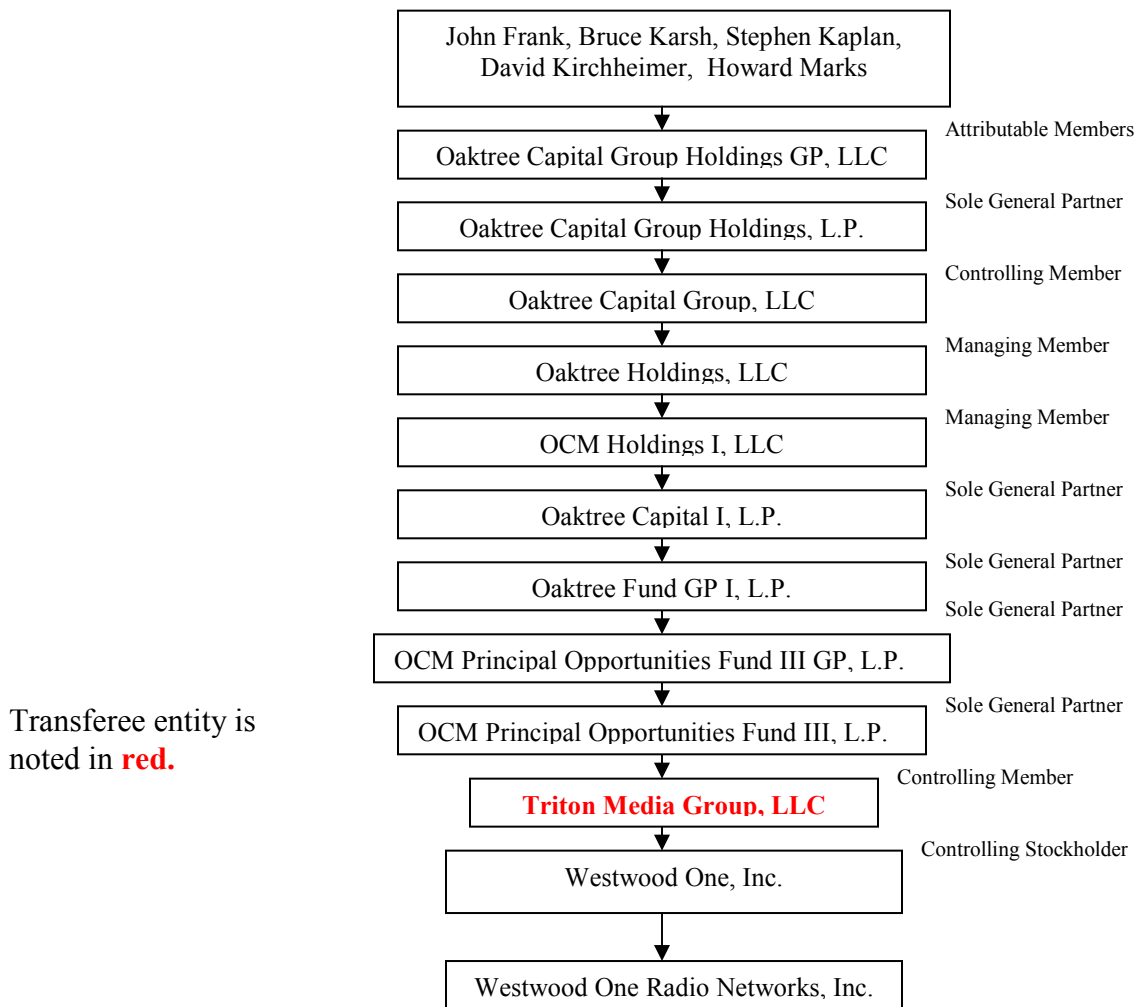 John Frank, Bruce Karsh, Stephen Kaplan,
David Kirchheimer, Howard Marks
Attributable Members
Oaktree Capital Group Holdings GP, LLC
Sole General Partner
Oaktree Capital Group Holdings, L.P.
Controlling Member
Oaktree Capital Group, LLC
Managing Member
Oaktree Holdings, LLC
Managing Member
OCM Holdings I, LLC
Sole General Partner
Oaktree Capital I, L.P.
Sole General Partner
Oaktree Fund GP I, L.P.
Sole General Partner
OCM Principal Opportunities Fund III GP, L.P.
Sole General Partner
OCM Principal Opportunities Fund III, L.P.
Transferee entity is
noted in red.
Controlling Member
Triton Media Group, LLC
Controlling Stockholder
Westwood One, Inc.
Westwood One Radio Networks, Inc.